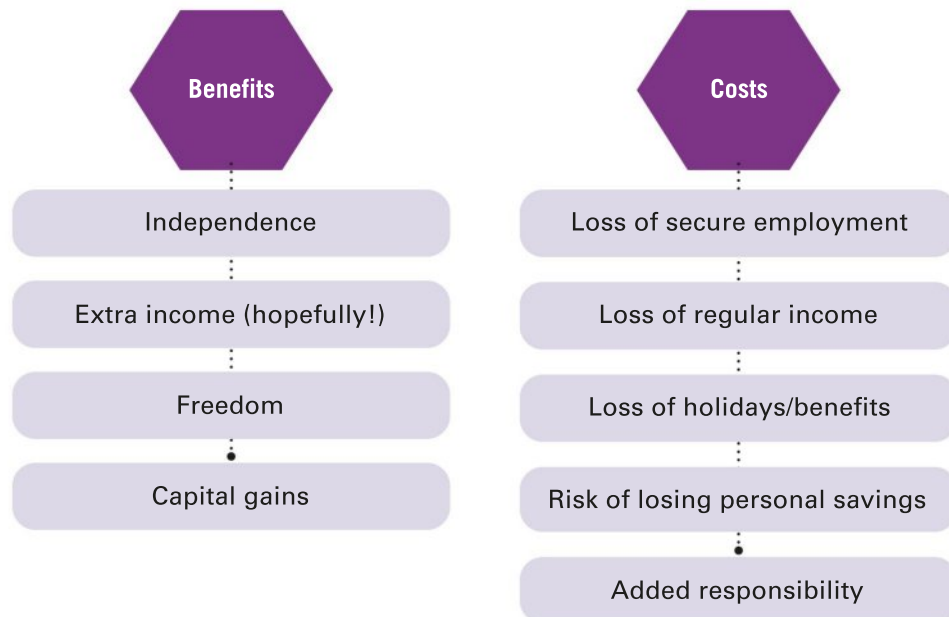 Benefits
Independence
Extra income (hopefully!)
Freedom
Capital gains
Costs
Loss of secure employment
Loss of regular income
Loss of holidays/benefits
Risk of losing personal savings
Added responsibility